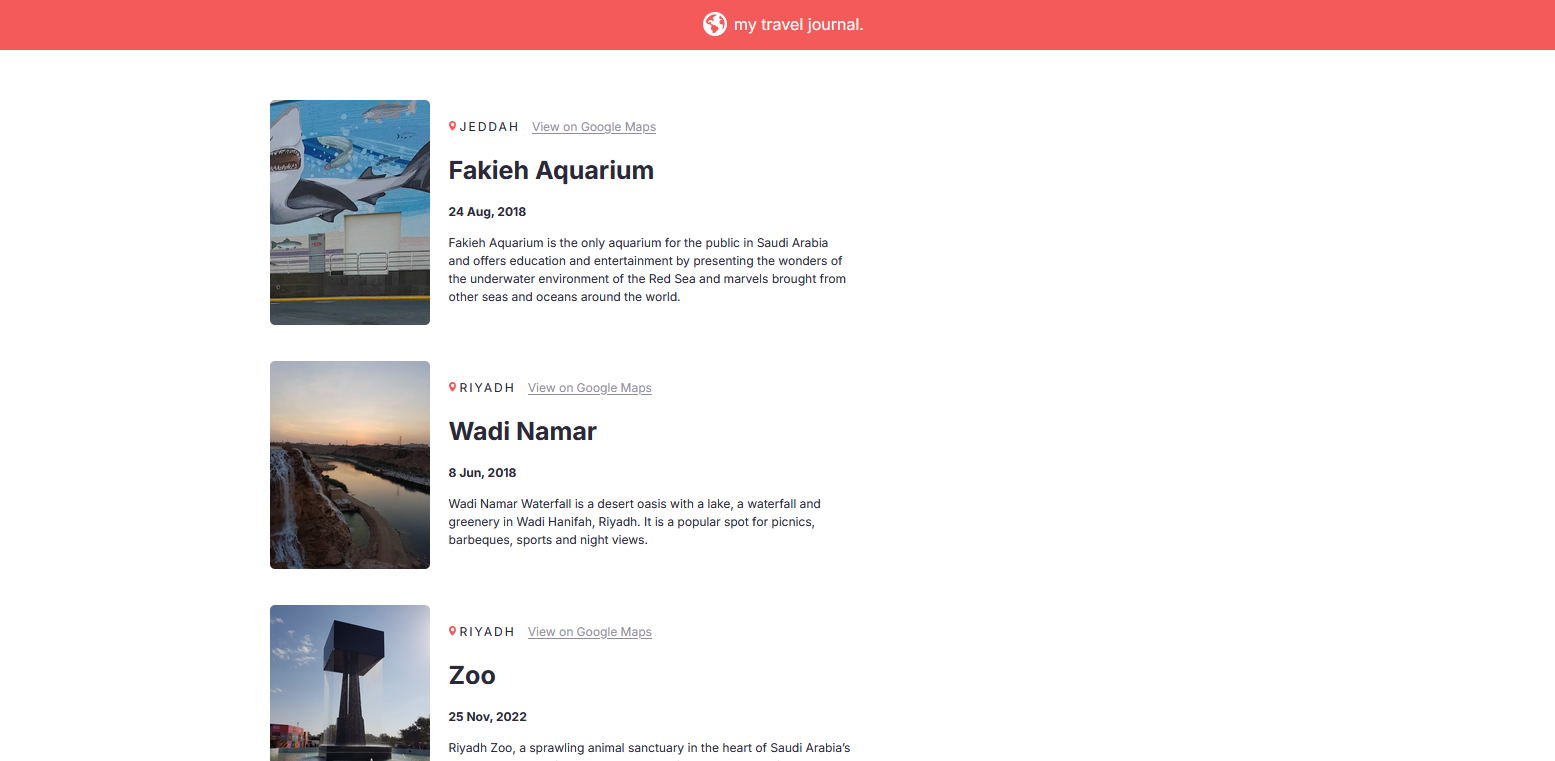 my travel journal.
JEDDAH View on Google Maps
Fakieh Aquarium
24 Aug, 2018
Fakieh Aquarium is the only aquarium for the public in Saudi Arabia
and offers education and entertainment by presenting the wonders of
the underwater environment of the Red Sea and marvels brought from
other seas and oceans around the world.
RIYADH View on Google Maps
Wadi Namar
8 Jun, 2018
Wadi Namar Waterfall is a desert oasis with a lake, a waterfall and
greenery in Wadi Hanifah, Riyadh. It is a popular spot for picnics,
barbeques, sports and night views.
RIYADH View on Google Maps
Zoo
25 Nov, 2022
Riyadh Zoo, a sprawling animal sanctuary in the heart of Saudi Arabia’s